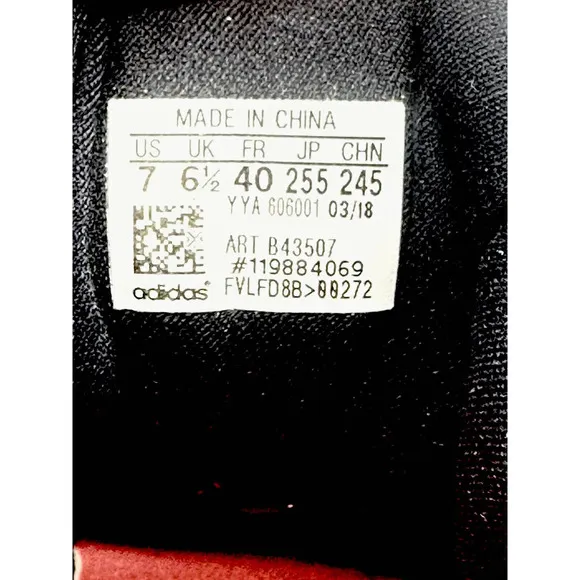 MADE IN CHINA
US UK FR JP CHN
7 6½ 40 255 245
YYA 606001 03/18
ART B43507
#119884069
adidas FVLFD8B>00272